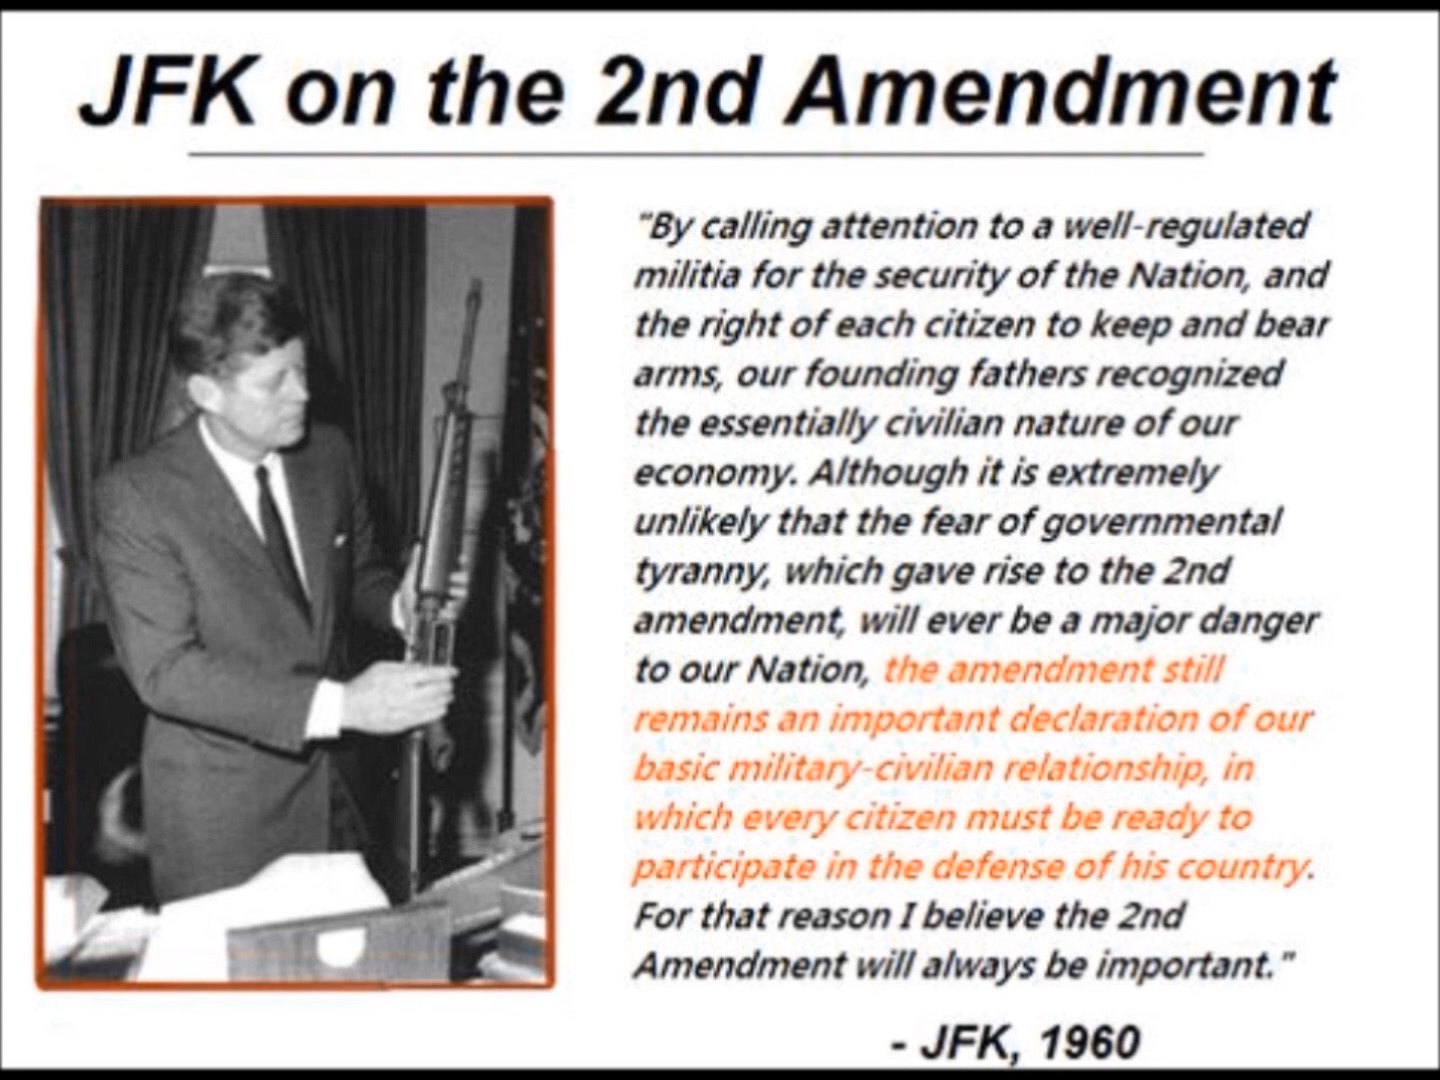 JFK on the 2nd Amendment
"By calling attention to a well-regulated
militia for the security of the Nation, and
the right of each citizen to keep and bear
arms, our founding fathers recognized
the essentially civilian nature of our
economy. Although it is extremely
unlikely that the fear of governmental
tyranny, which gave rise to the 2nd
amendment, will ever be a major danger
to our Nation, the amendment still
remains an important declaration of our
basic military-civilian relationship, in
which every citizen must be ready to
participate in the defense of his country.
For that reason I believe the 2nd
Amendment will always be important."
- JFK, 1960